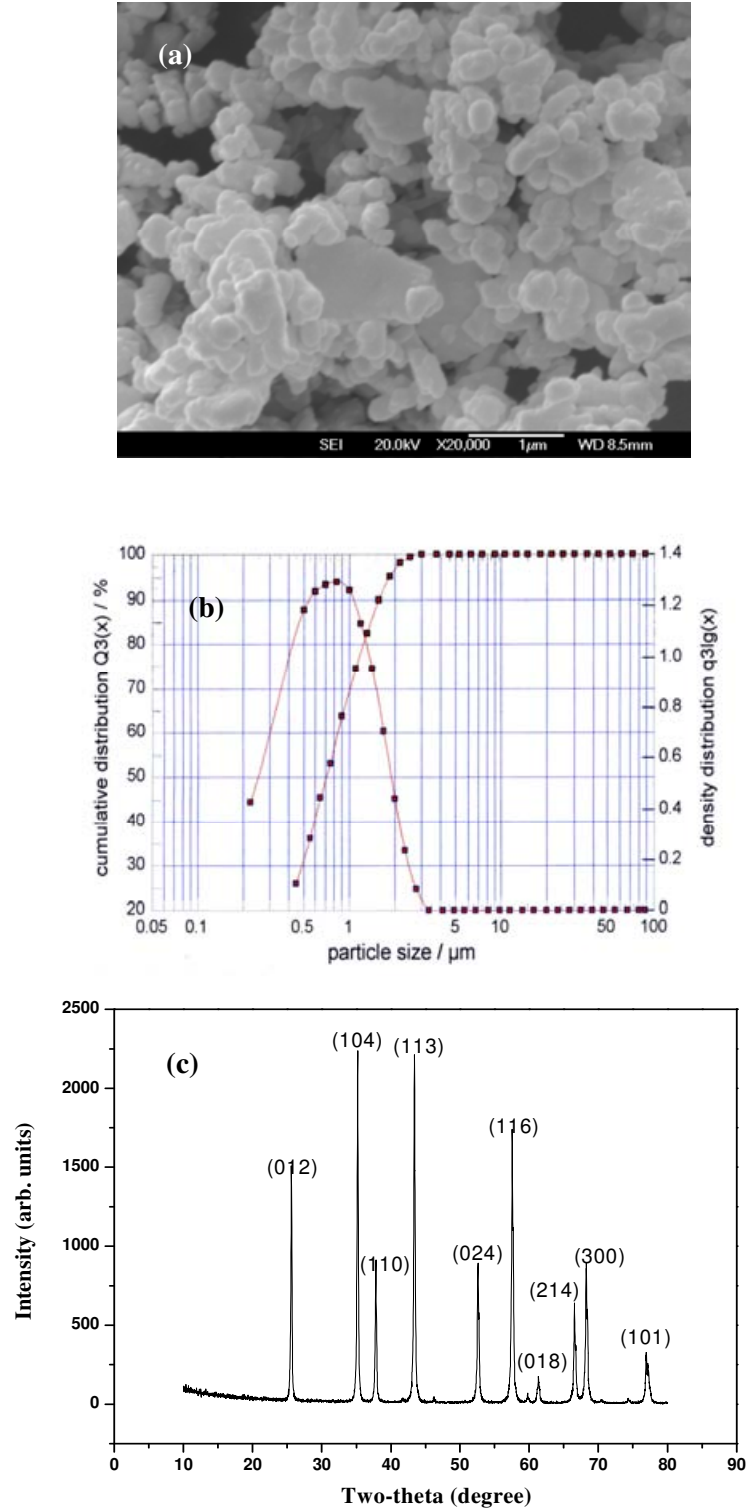 (a)
SEI 20.0kV X20,000 1μm WD 8.5mm
(b)
cumulative distribution Q3(x) / %
100
90
80
70
60
50
40
30
20
density distribution q3lg(x)
1.4
1.2
1.0
0.8
0.6
0.4
0.2
0
0.05 0.1 0.5 1 5 10 50 100
particle size / μm
(c)
Intensity (arb. units)
2500
2000
1500
1000
500
0
(104) (113)
(116)
(012)
(110) (024) (300)
(214)
(018) (101)
0 10 20 30 40 50 60 70 80 90
Two-theta (degree)